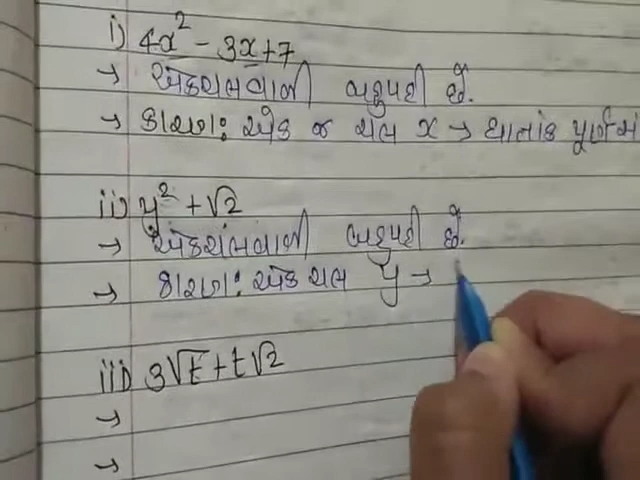 i) 4x² - 3x + 7
→ એકચલવાળી બહુપદી છે.
→ કારણ: એક જ ચલ x → ઘાતાંક પૂર્ણ સં
ii) y² + √2
→ એકચલવાળી બહુપદી છે.
→ કારણ: એક ચલ y →
iii) 3√t + t√2
→
→